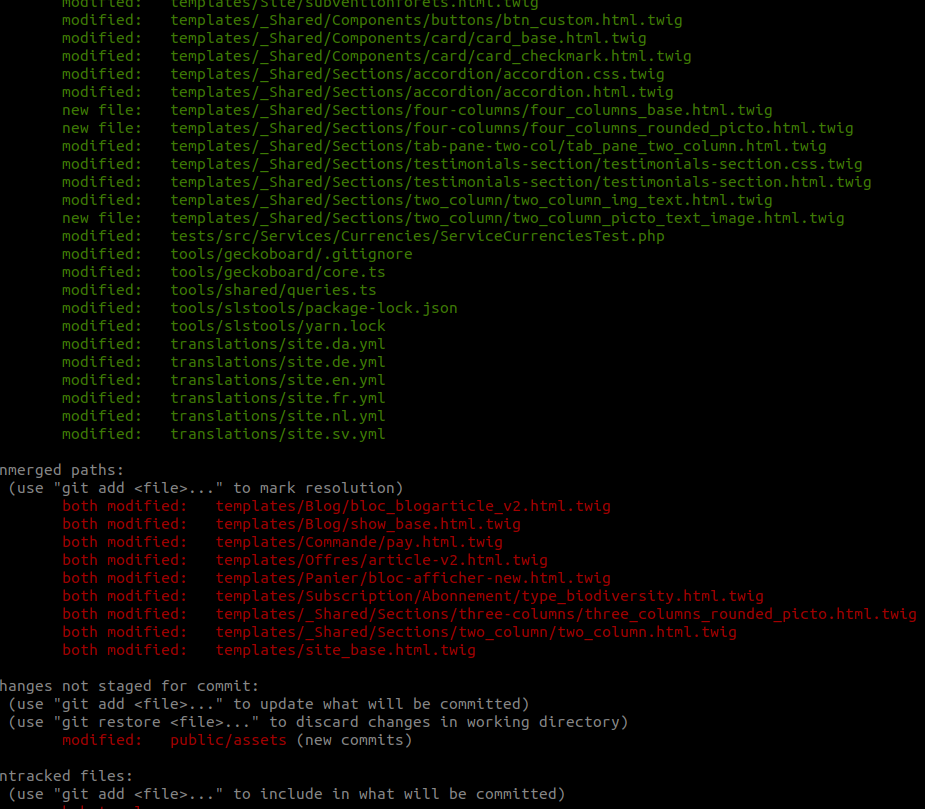 modified:   templates/Site/subventionforets.html.twig
modified:   templates/_Shared/Components/buttons/btn_custom.html.twig
modified:   templates/_Shared/Components/card/card_base.html.twig
modified:   templates/_Shared/Components/card/card_checkmark.html.twig
modified:   templates/_Shared/Sections/accordion/accordion.css.twig
modified:   templates/_Shared/Sections/accordion/accordion.html.twig
new file:   templates/_Shared/Sections/four-columns/four_columns_base.html.twig
new file:   templates/_Shared/Sections/four-columns/four_columns_rounded_picto.html.twig
modified:   templates/_Shared/Sections/tab-pane-two-col/tab_pane_two_column.html.twig
modified:   templates/_Shared/Sections/testimonials-section/testimonials-section.css.twig
modified:   templates/_Shared/Sections/testimonials-section/testimonials-section.html.twig
modified:   templates/_Shared/Sections/two_column/two_column_img_text.html.twig
new file:   templates/_Shared/Sections/two_column/two_column_picto_text_image.html.twig
modified:   tests/src/Services/Currencies/ServiceCurrenciesTest.php
modified:   tools/geckoboard/.gitignore
modified:   tools/geckoboard/core.ts
modified:   tools/shared/queries.ts
modified:   tools/slstools/package-lock.json
modified:   tools/slstools/yarn.lock
modified:   translations/site.da.yml
modified:   translations/site.de.yml
modified:   translations/site.en.yml
modified:   translations/site.fr.yml
modified:   translations/site.nl.yml
modified:   translations/site.sv.yml
nmerged paths:
(use "git add <file>..." to mark resolution)
both modified:   templates/Blog/bloc_blogarticle_v2.html.twig
both modified:   templates/Blog/show_base.html.twig
both modified:   templates/Commande/pay.html.twig
both modified:   templates/Offres/article-v2.html.twig
both modified:   templates/Panier/bloc-afficher-new.html.twig
both modified:   templates/Subscription/Abonnement/type_biodiversity.html.twig
both modified:   templates/_Shared/Sections/three-columns/three_columns_rounded_picto.html.twig
both modified:   templates/_Shared/Sections/two_column/two_column.html.twig
both modified:   templates/site_base.html.twig
hanges not staged for commit:
(use "git add <file>..." to update what will be committed)
(use "git restore <file>..." to discard changes in working directory)
modified:   public/assets (new commits)
ntracked files:
(use "git add <file>..." to include in what will be committed)